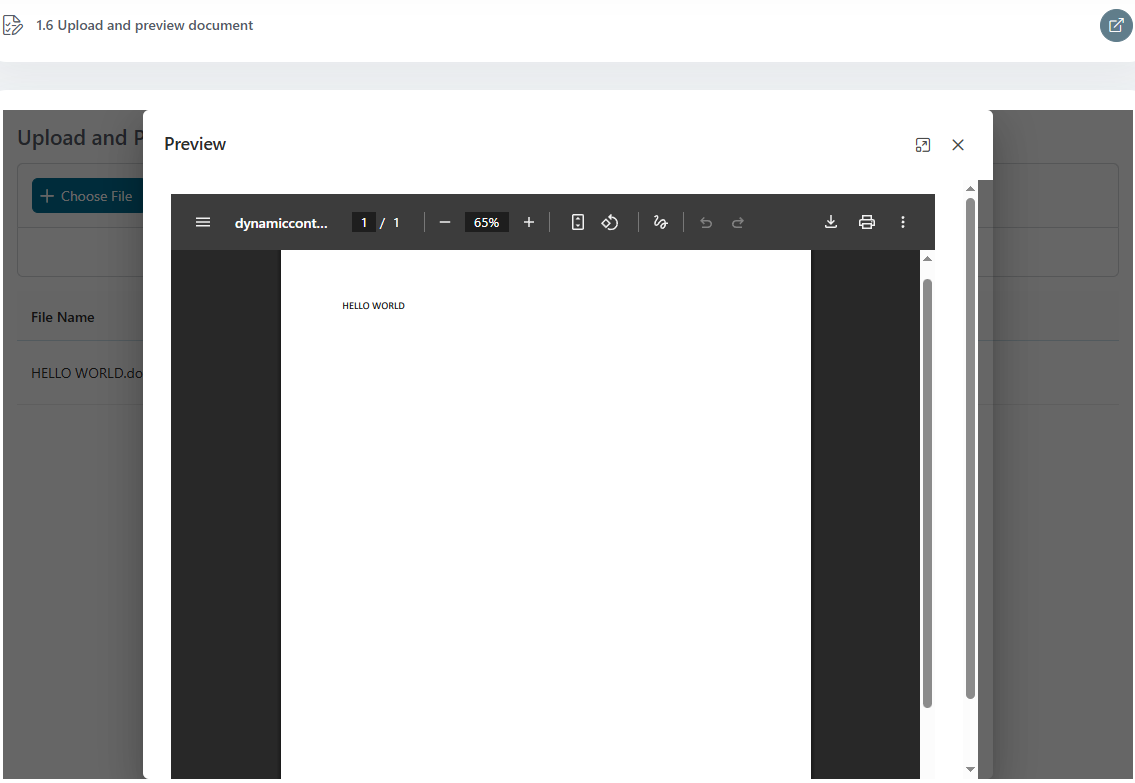 1.6 Upload and preview document
Upload and P
Preview
Choose File
dynamiccont... 1 / 1 65%
HELLO WORLD
File Name
HELLO WORLD.do